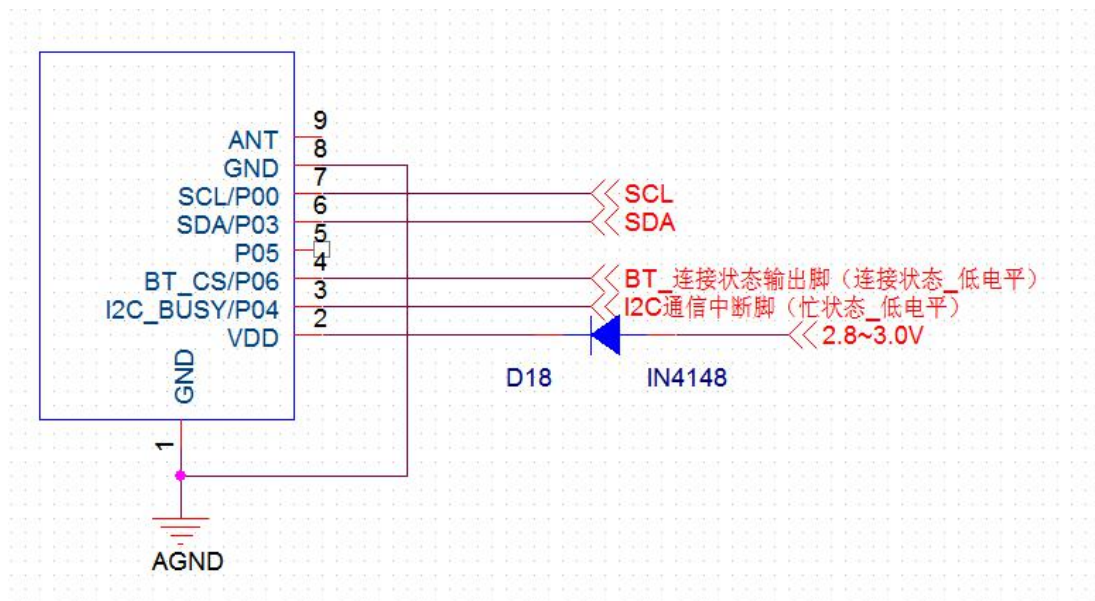 9
ANT
8
GND
7
SCL/P00
SCL
6
SDA/P03
SDA
5
P05
4
BT_CS/P06
BT_连接状态输出脚（连接状态_低电平）
3
I2C_BUSY/P04
I2C通信中断脚（忙状态_低电平）
2
VDD
2.8~3.0V
GND
D18
IN4148
1
AGND